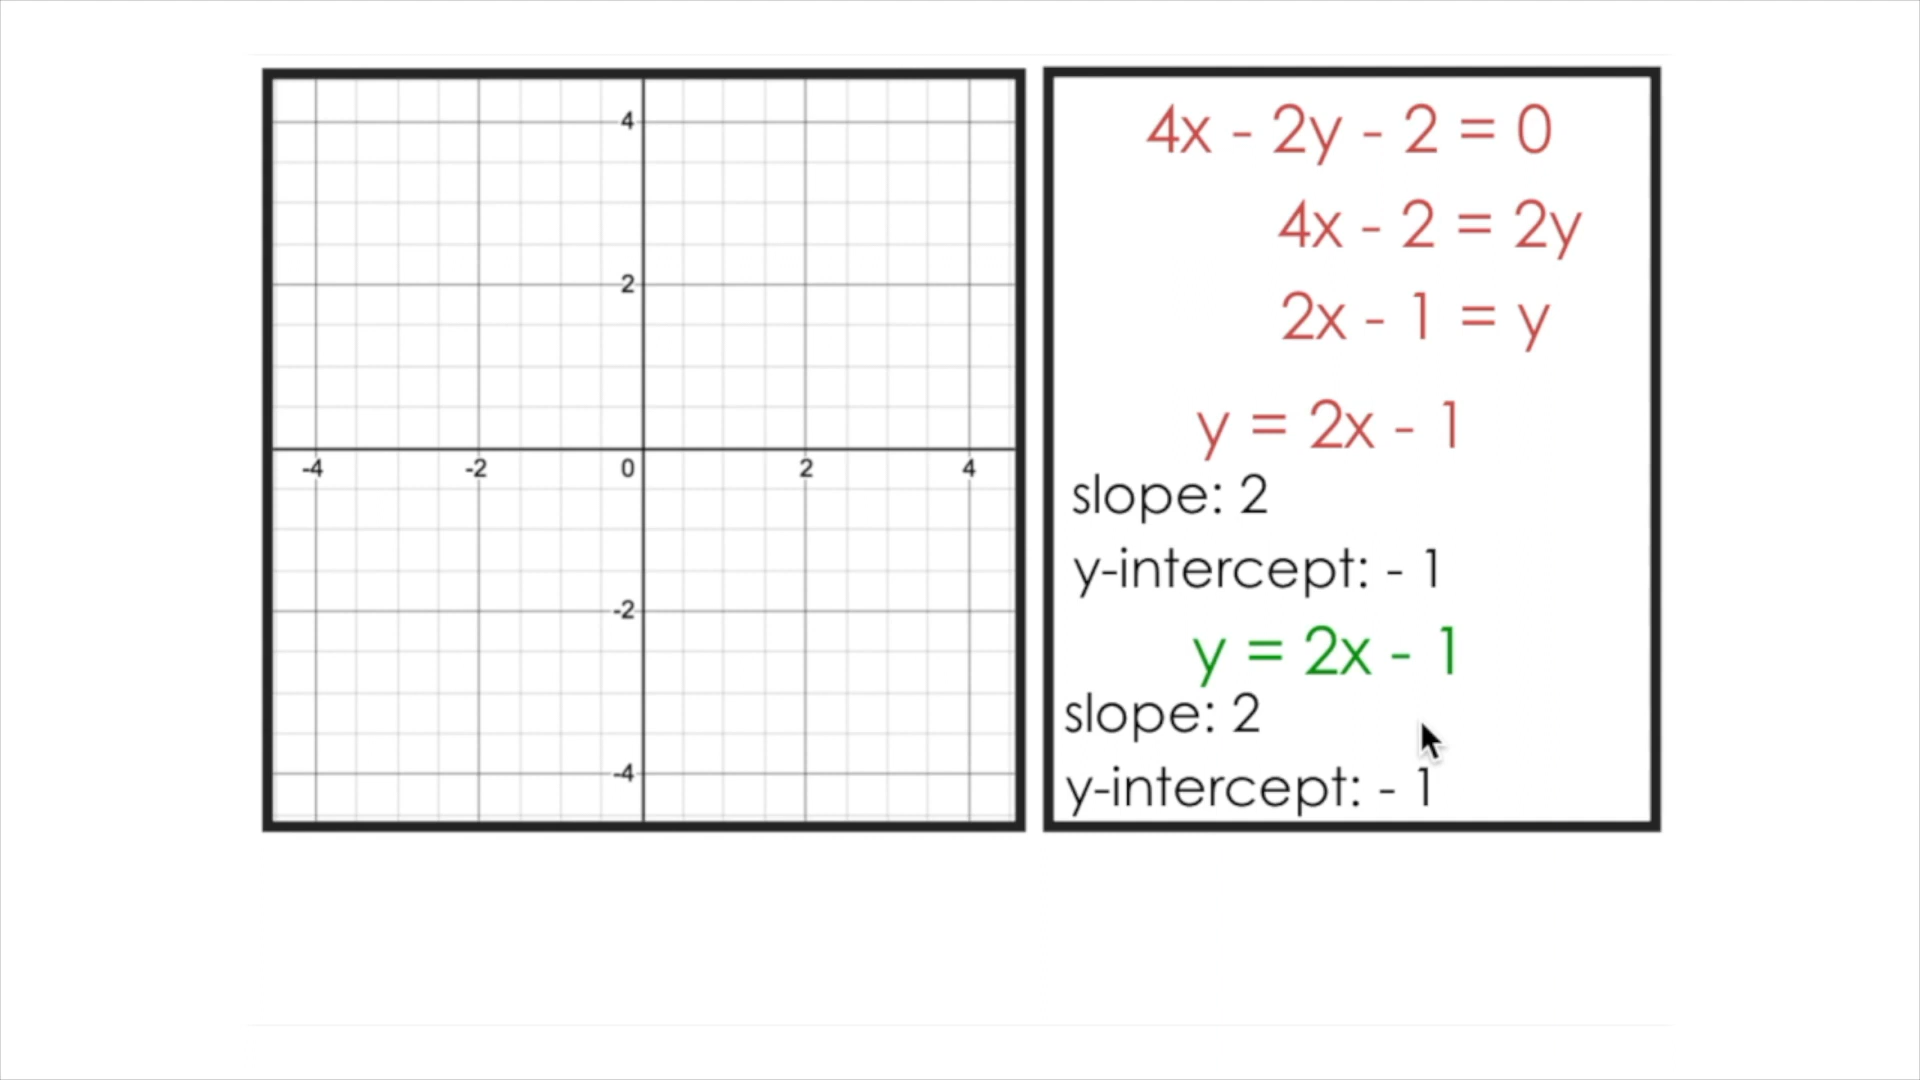 4
2
-4 -2 0 2 4
-2
-4
4x - 2y - 2 = 0
4x - 2 = 2y
2x - 1 = y
y = 2x - 1
slope: 2
y-intercept: - 1
y = 2x - 1
slope: 2
y-intercept: - 1